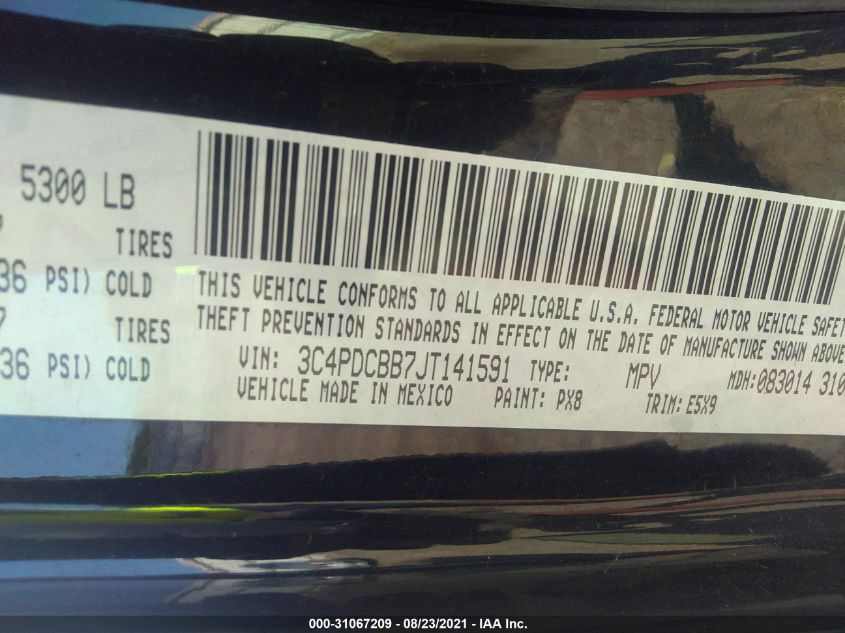 5300 LB
TIRES
36 PSI) COLD
7 TIRES
36 PSI) COLD
THIS VEHICLE CONFORMS TO ALL APPLICABLE U.S.A. FEDERAL MOTOR VEHICLE SAFET
THEFT PREVENTION STANDARDS IN EFFECT ON THE DATE OF MANUFACTURE SHOWN ABOVE
VIN: 3C4PDCBB7JT141591 TYPE: MPV MDH: 083014 310
VEHICLE MADE IN MEXICO PAINT: PX8 TRIM: E5X9
000-31067209 - 08/23/2021 - IAA Inc.